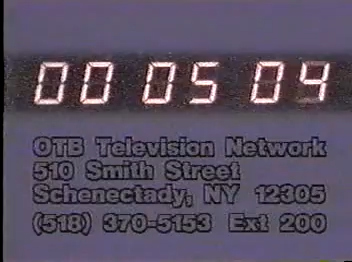 00 05 04
OTB Television Network
510 Smith Street
Schenectady, NY 12305
(518) 370-5153 Ext 200